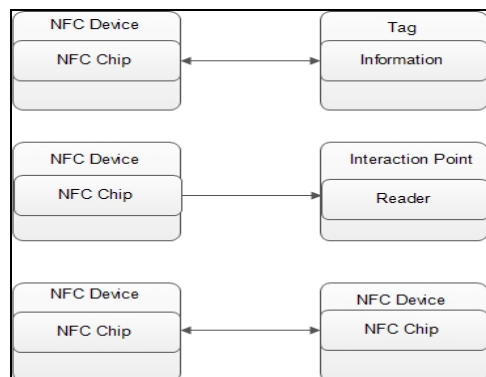 NFC Device
NFC Chip
Tag
Information
NFC Device
NFC Chip
Interaction Point
Reader
NFC Device
NFC Chip
NFC Device
NFC Chip